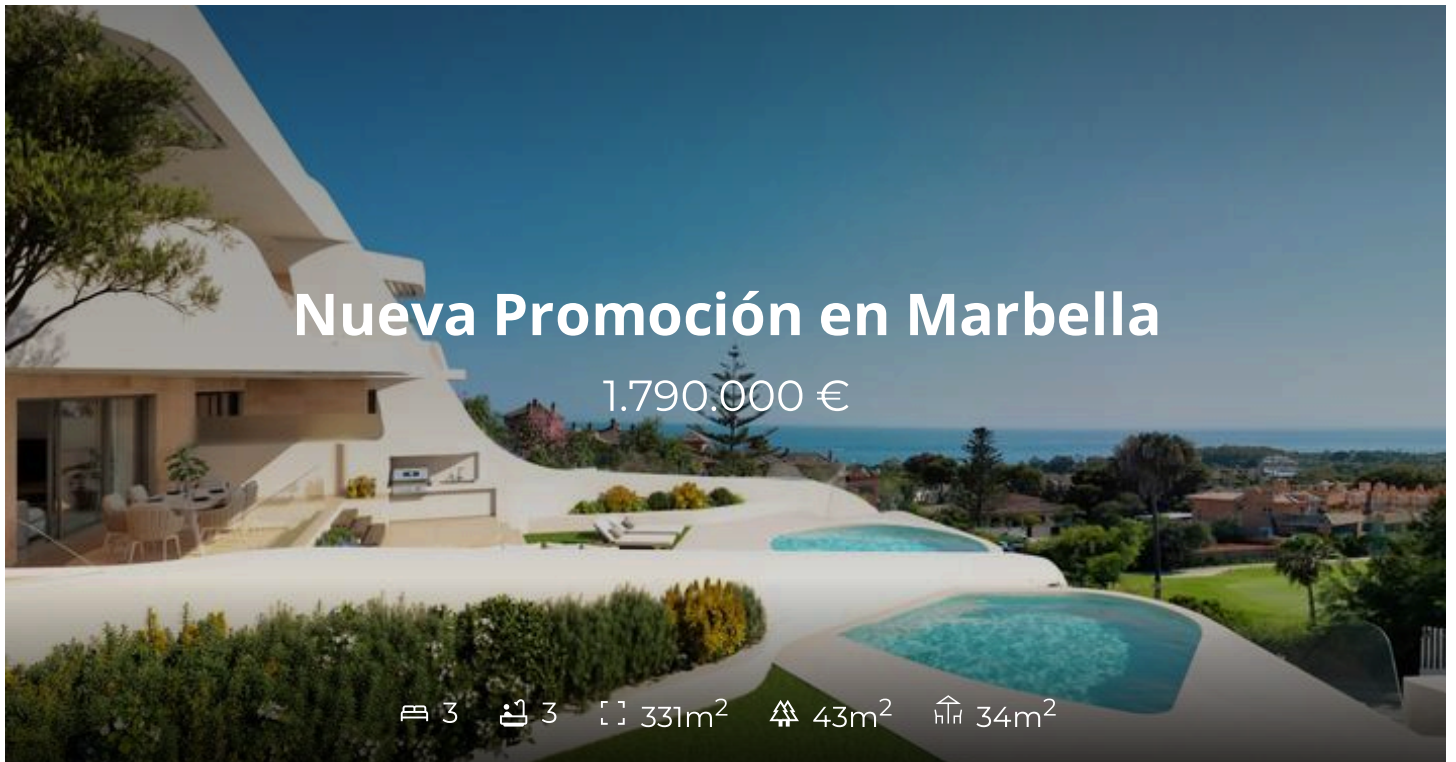 Nueva Promoción en Marbella
1.790.000 €
3 3 331m² 43m² 34m²